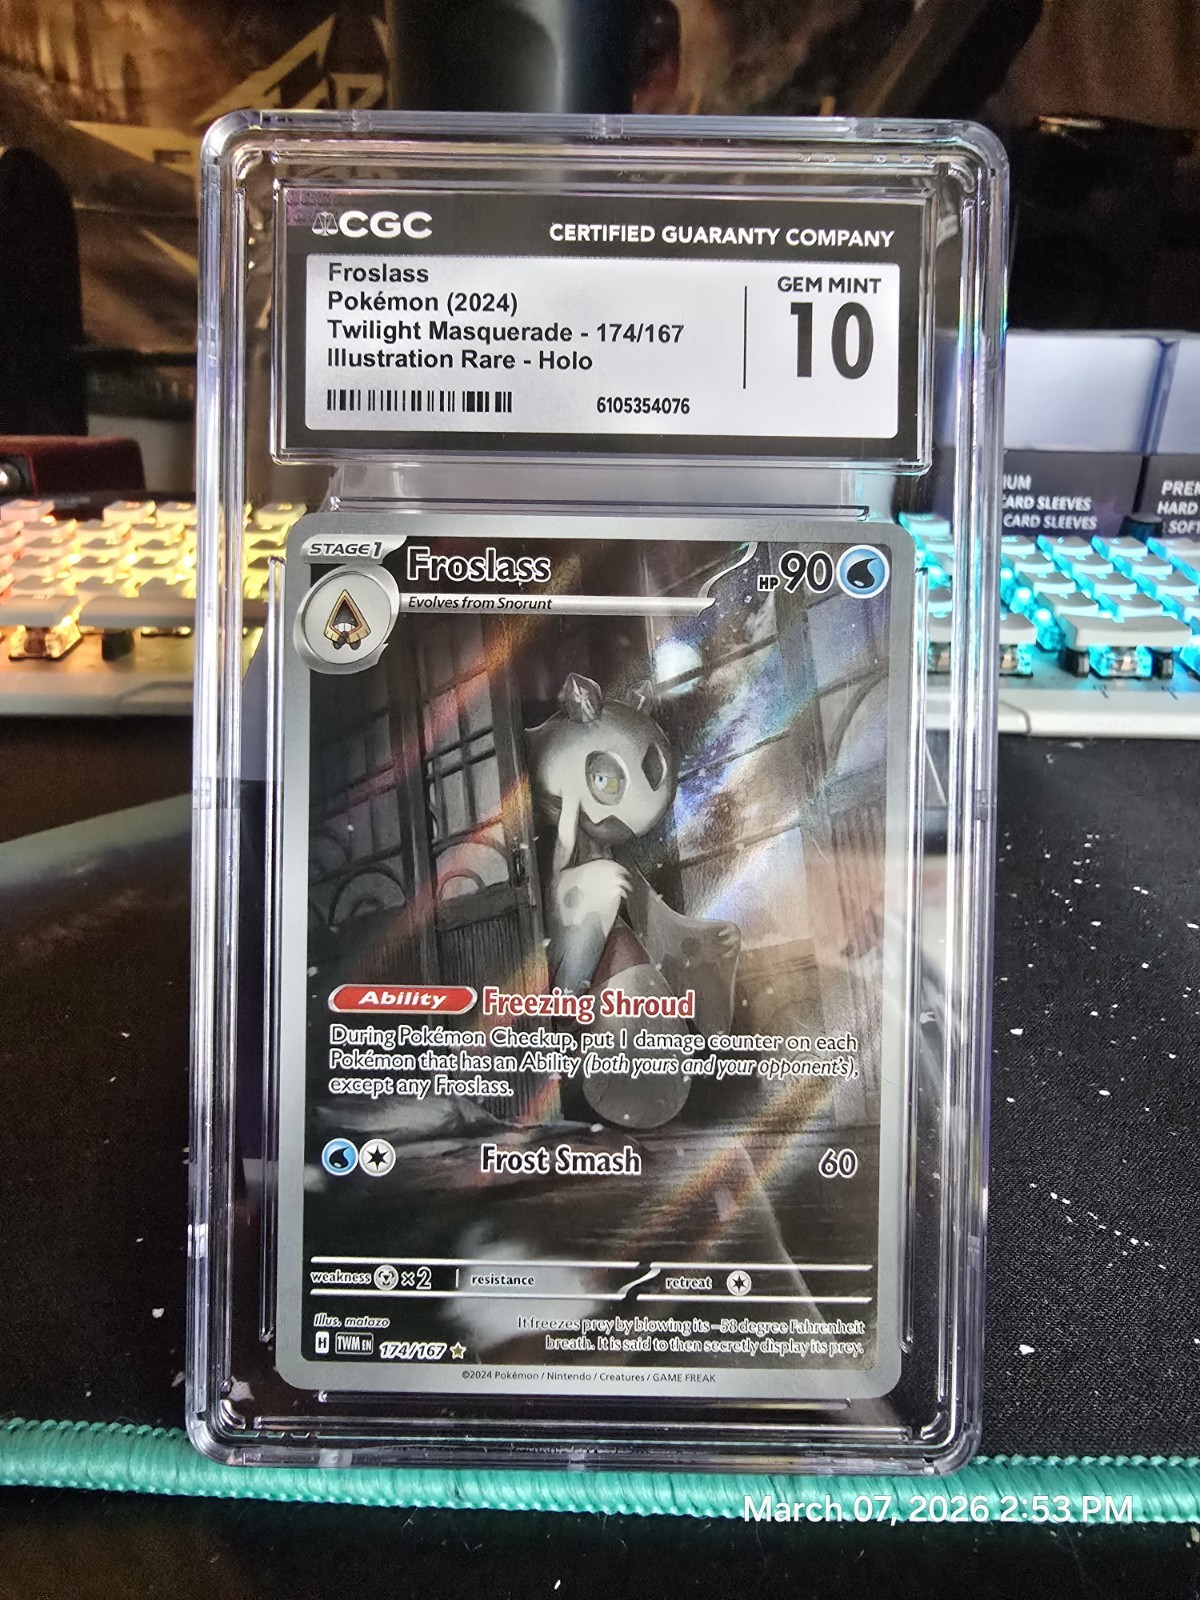 CGC
CERTIFIED GUARANTY COMPANY
Froslass
Pokémon (2024)
Twilight Masquerade - 174/167
Illustration Rare - Holo
GEM MINT
10
6105354076
CARD SLEEVES
CARD SLEEVES
HARD
STAGE 1
Froslass
HP 90
Evolves from Snorunt
Ability Freezing Shroud
During Pokémon Checkup, put 1 damage counter on each
Pokémon that has an Ability (both yours and your opponent's),
except any Froslass.
Frost Smash 60
weakness ×2 resistance retreat
Illus. matazo
H TWM EN 174/167
It freezes prey by blowing its −58 degree Fahrenheit
breath. It is said to then secretly display its prey.
©2024 Pokémon / Nintendo / Creatures / GAME FREAK
March 07, 2026 2:53 PM